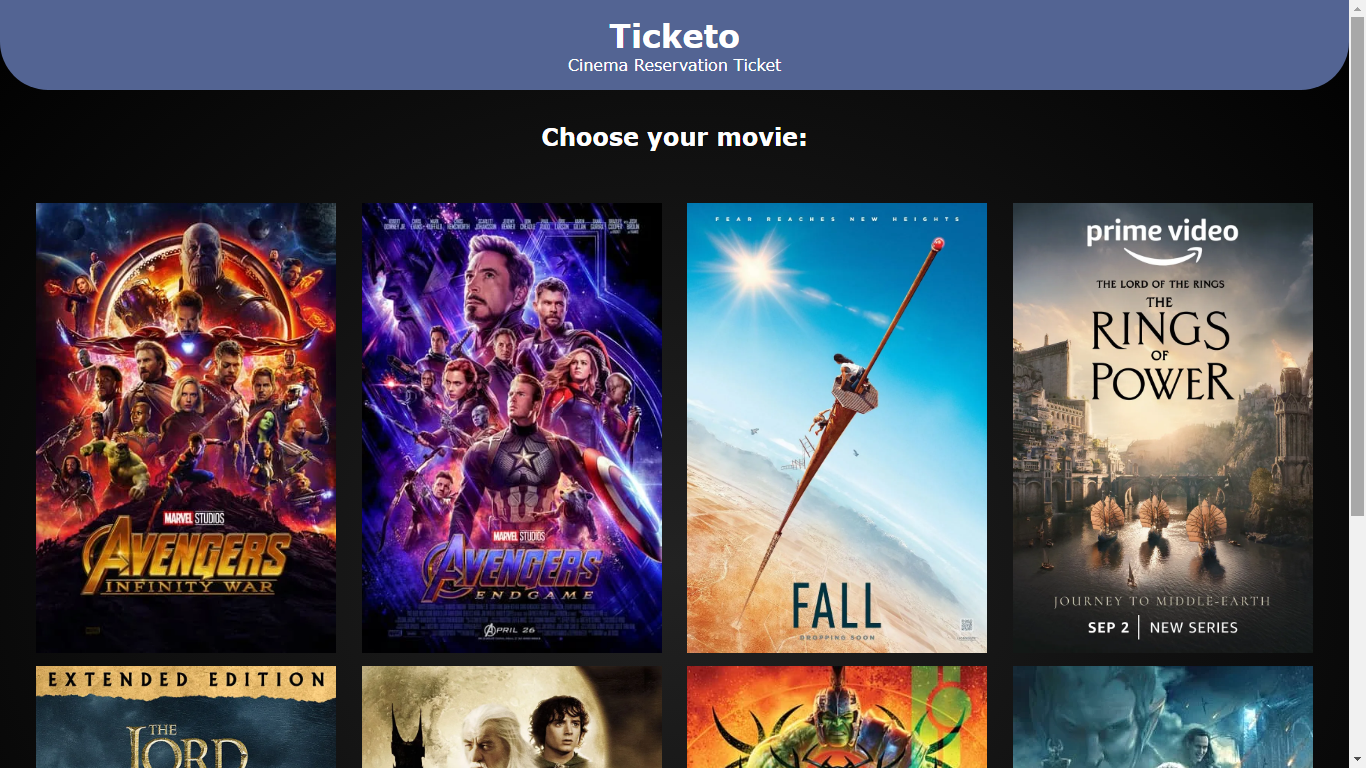 Ticketo
Cinema Reservation Ticket
Choose your movie:
MARVEL STUDIOS
AVENGERS
INFINITY WAR
MARVEL STUDIOS
AVENGERS
ENDGAME
APRIL 26
FEAR REACHES NEW HEIGHTS
FALL
DROPPING SOON
prime video
THE LORD OF THE RINGS
THE
RINGS
OF
POWER
JOURNEY TO MIDDLE-EARTH
SEP 2 | NEW SERIES
EXTENDED EDITION
THE
LORD